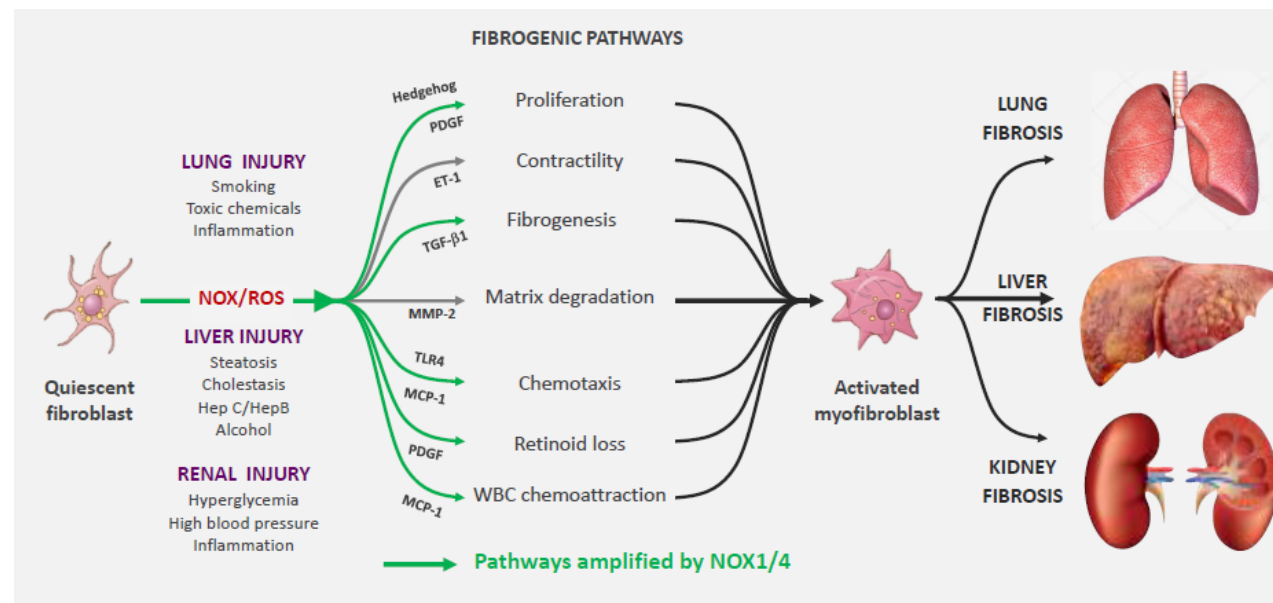 FIBROGENIC PATHWAYS
LUNG INJURY
Smoking
Toxic chemicals
Inflammation
Quiescent
fibroblast
NOX/ROS
LIVER INJURY
Steatosis
Cholestasis
Hep C/HepB
Alcohol
RENAL INJURY
Hyperglycemia
High blood pressure
Inflammation
Hedgehog
PDGF
Proliferation
ET-1
Contractility
TGF-β1
Fibrogenesis
MMP-2
Matrix degradation
TLR4
MCP-1
Chemotaxis
PDGF
Retinoid loss
MCP-1
WBC chemoattraction
Pathways amplified by NOX1/4
Activated
myofibroblast
LUNG
FIBROSIS
LIVER
FIBROSIS
KIDNEY
FIBROSIS